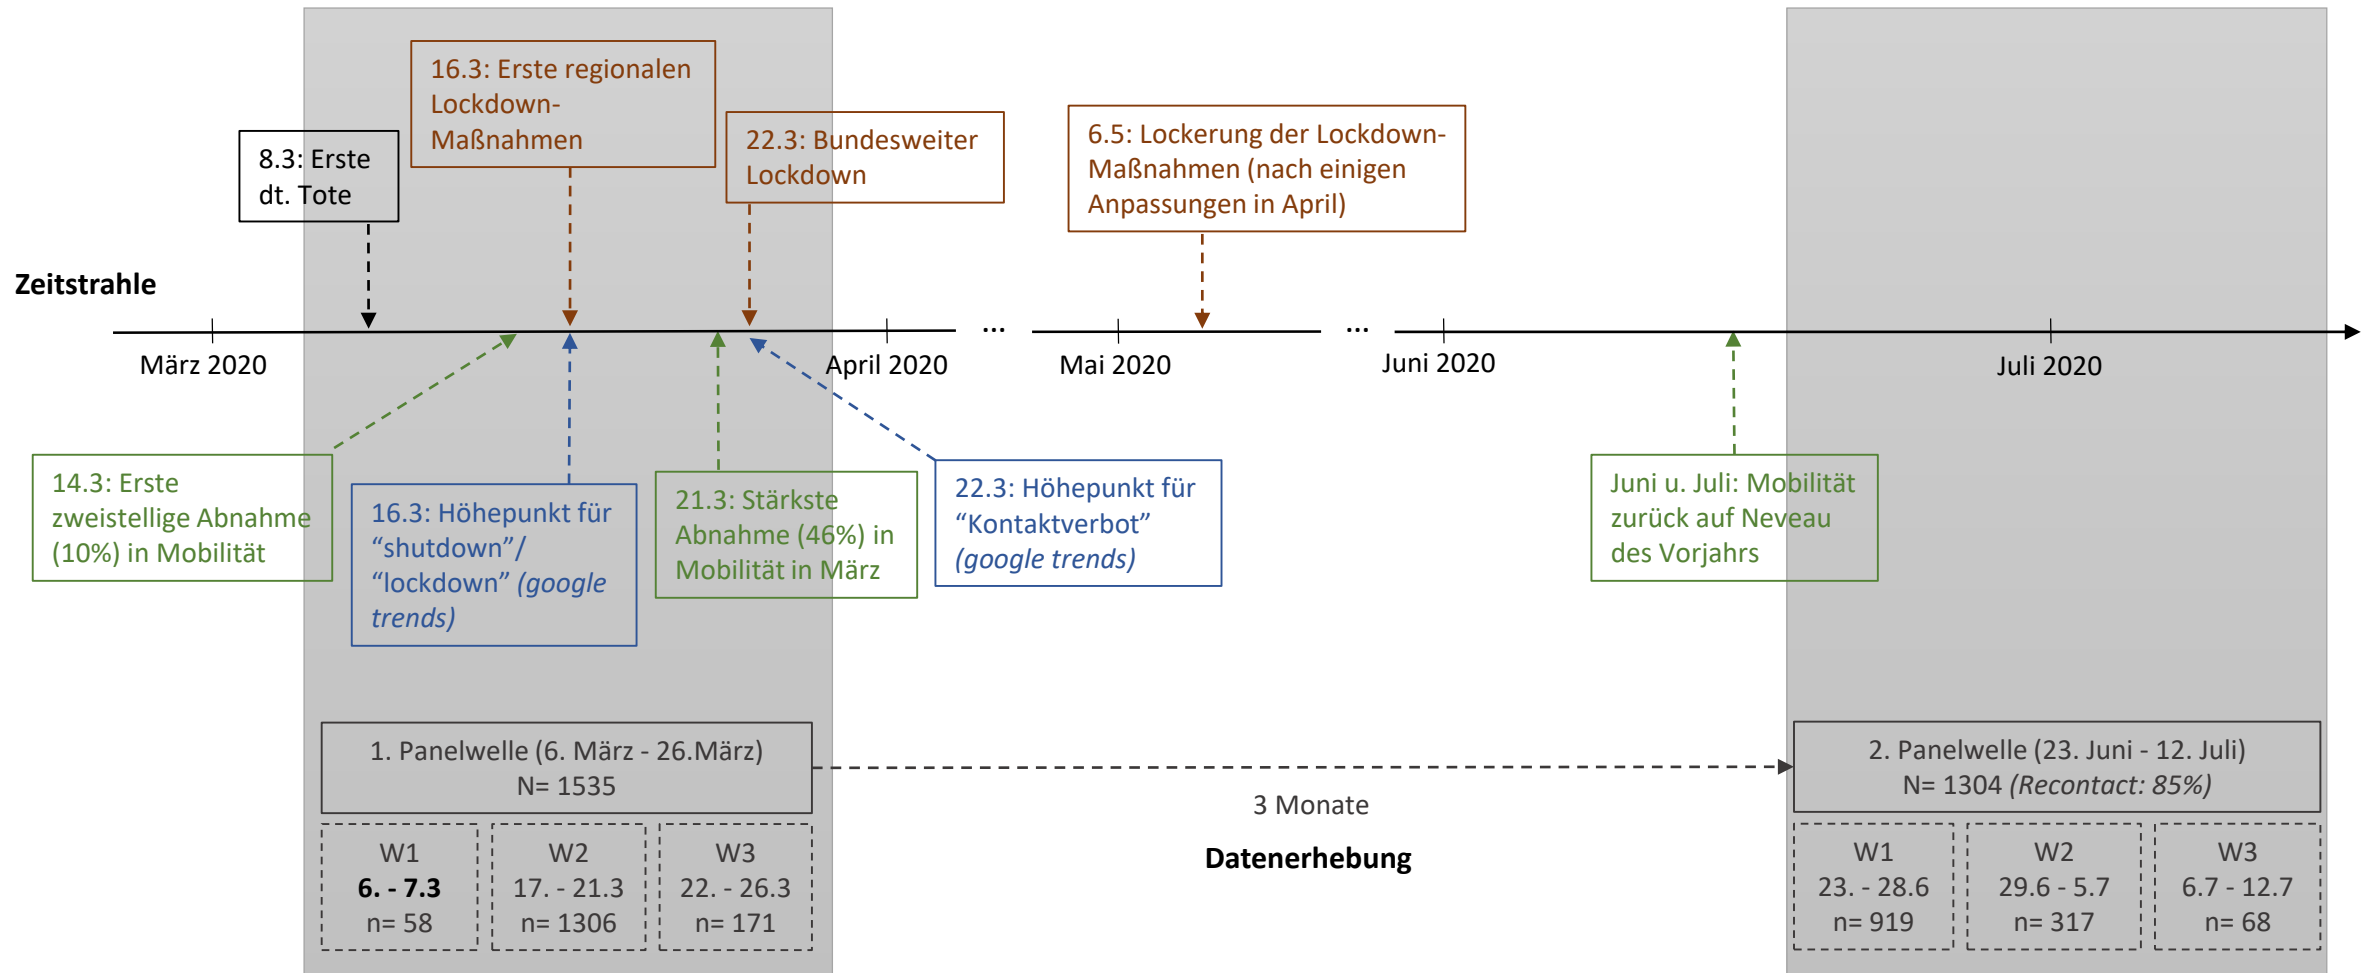 16.3: Erste regionalen
Lockdown-
Maßnahmen
8.3: Erste
dt. Tote
22.3: Bundesweiter
Lockdown
6.5: Lockerung der Lockdown-
Maßnahmen (nach einigen
Anpassungen in April)
Zeitstrahle
...
...
März 2020
April 2020
Mai 2020
Juni 2020
Juli 2020
14.3: Erste
zweistellige Abnahme
(10%) in Mobilität
16.3: Höhepunkt für
“shutdown”/
“lockdown” (google
trends)
21.3: Stärkste
Abnahme (46%) in
Mobilität in März
22.3: Höhepunkt für
“Kontaktverbot”
(google trends)
Juni u. Juli: Mobilität
zurück auf Neveau
des Vorjahrs
1. Panelwelle (6. März - 26.März)
N= 1535
3 Monate
Datenerhebung
2. Panelwelle (23. Juni - 12. Juli)
N= 1304 (Recontact: 85%)
W1
6. - 7.3
n= 58
W2
17. - 21.3
n= 1306
W3
22. - 26.3
n= 171
W1
23. - 28.6
n= 919
W2
29.6 - 5.7
n= 317
W3
6.7 - 12.7
n= 68